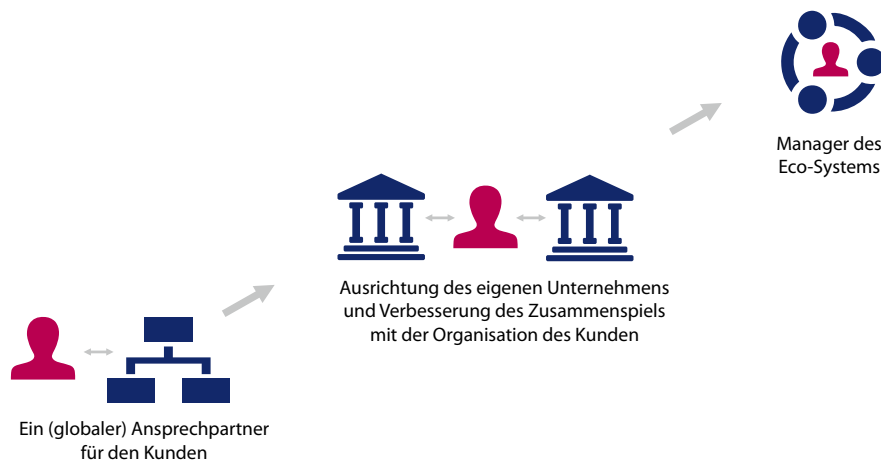 Manager des
Eco-Systems
Ausrichtung des eigenen Unternehmens
und Verbesserung des Zusammenspiels
mit der Organisation des Kunden
Ein (globaler) Ansprechpartner
für den Kunden